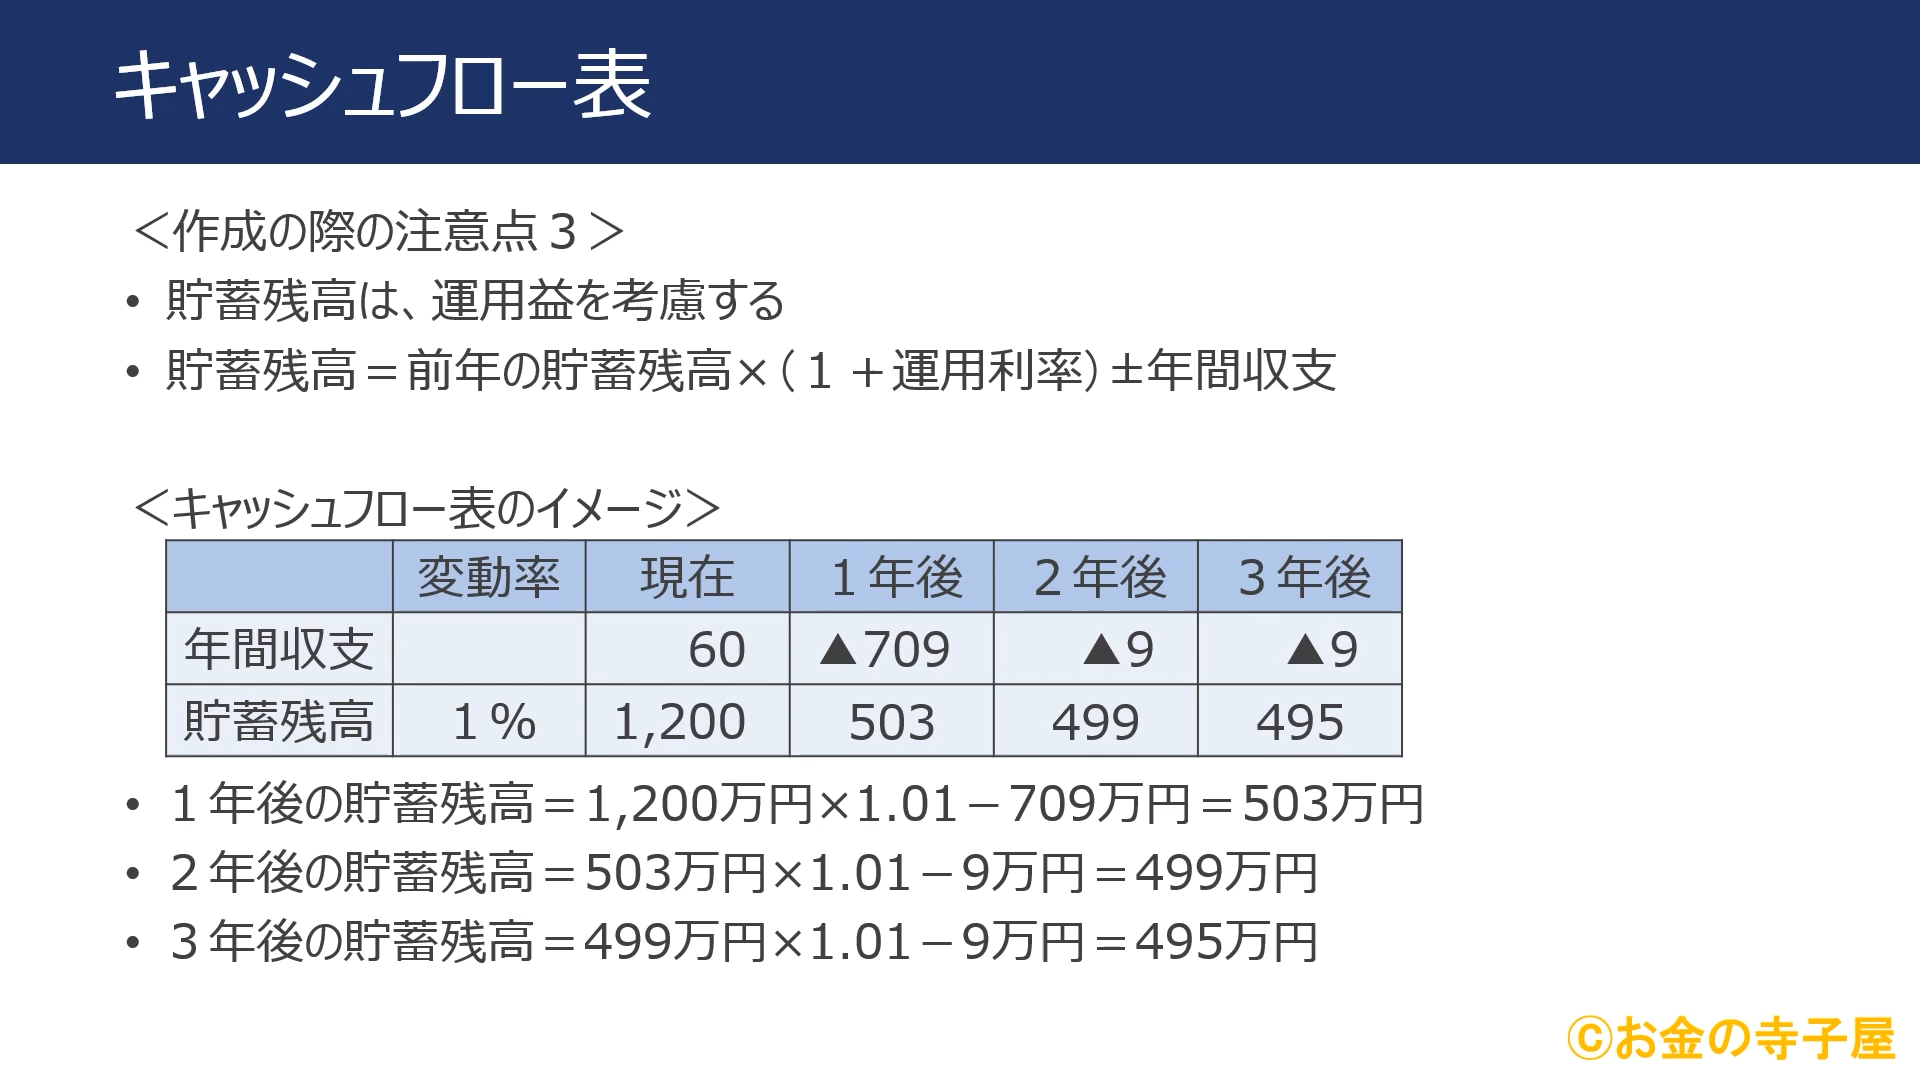 キャッシュフロー表
＜作成の際の注意点３＞
• 貯蓄残高は、運用益を考慮する
• 貯蓄残高＝前年の貯蓄残高×（１＋運用利率）±年間収支
＜キャッシュフロー表のイメージ＞
変動率 現在 １年後 ２年後 ３年後
年間収支 60 ▲709 ▲9 ▲9
貯蓄残高 １% 1,200 503 499 495
• １年後の貯蓄残高＝1,200万円×1.01－709万円＝503万円
• ２年後の貯蓄残高＝503万円×1.01－9万円＝499万円
• ３年後の貯蓄残高＝499万円×1.01－9万円＝495万円
©お金の寺子屋